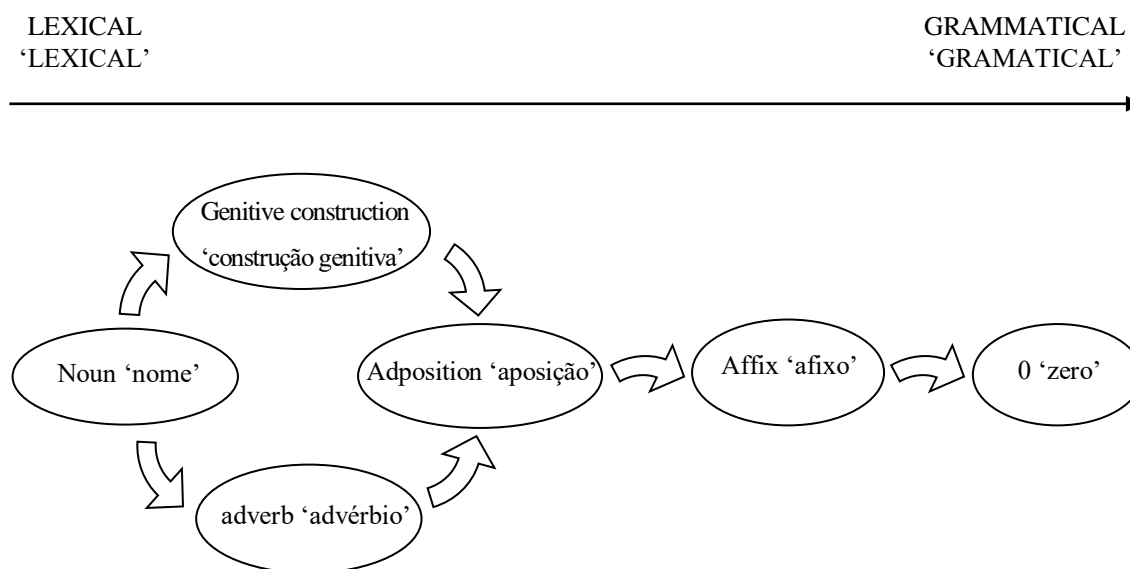 LEXICAL
‘LEXICAL’
GRAMMATICAL
‘GRAMATICAL’
Genitive construction
‘construção genitiva’
Noun ‘nome’
Adposition ‘aposição’
Affix ‘afixo’
0 ‘zero’
adverb ‘advérbio’